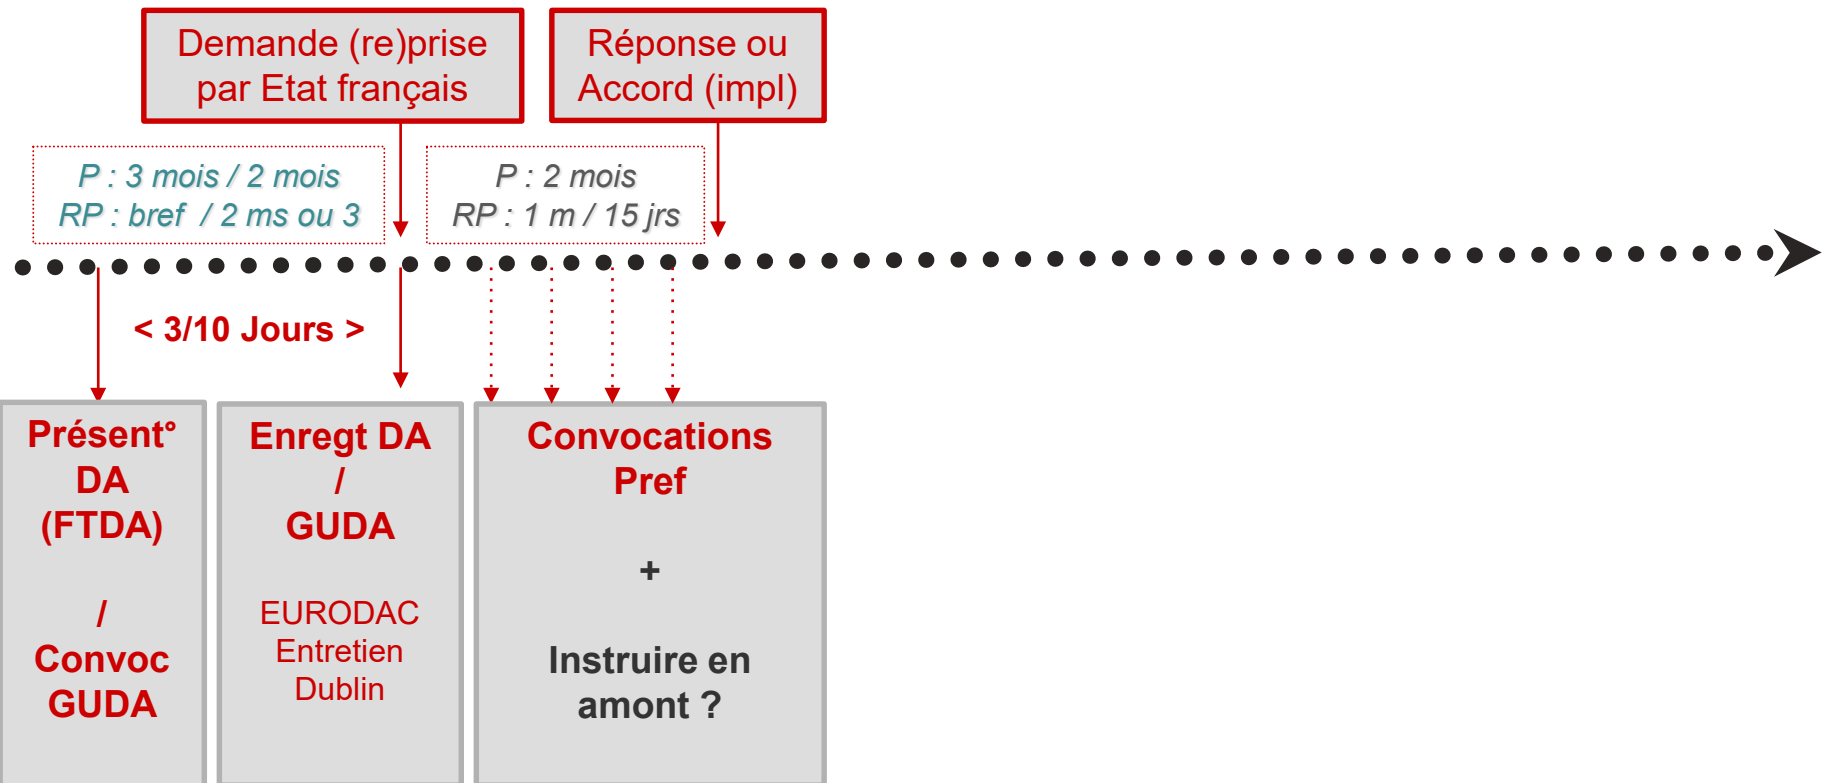 Demande (re)prise
par Etat français
Réponse ou
Accord (impl)
P : 3 mois / 2 mois
RP : bref  / 2 ms ou 3
P : 2 mois
RP : 1 m / 15 jrs
< 3/10 Jours >
Présent°
DA
(FTDA)
/
Convoc
GUDA
Enregt DA
/
GUDA
EURODAC
Entretien
Dublin
Convocations
Pref
+
Instruire en
amont ?